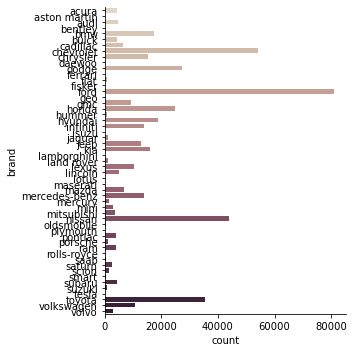 acura
aston martin
audi
bentley
bmw
buick
cadillac
chevrolet
chrysler
daewoo
dodge
ferrari
fiat
fisker
ford
geo
gmc
honda
hummer
hyundai
infiniti
isuzu
jaguar
jeep
kia
lamborghini
land rover
lexus
lincoln
lotus
maserati
mazda
mercedes-benz
mercury
mini
mitsubishi
nissan
oldsmobile
plymouth
pontiac
porsche
ram
rolls-royce
saab
saturn
scion
smart
subaru
suzuki
tesla
toyota
volkswagen
volvo
brand
0 20000 40000 60000 80000
count